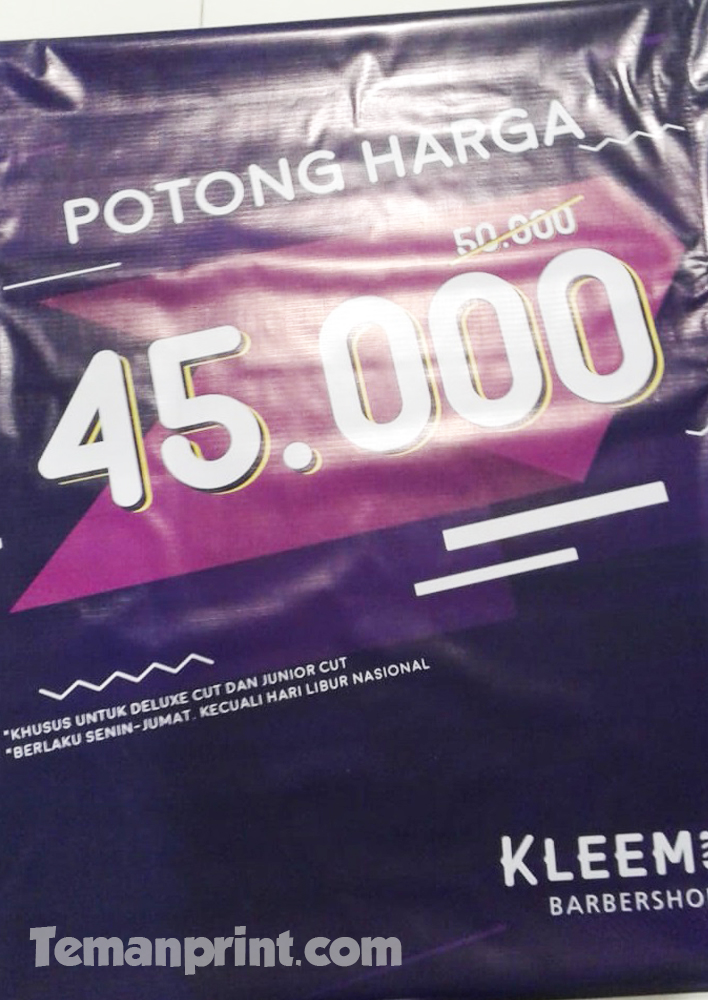 POTONG HARGA
50.000
45.000
*KHUSUS UNTUK DELUXE CUT DAN JUNIOR CUT
*BERLAKU SENIN-JUMAT. KECUALI HARI LIBUR NASIONAL
KLEEM
BARBERSHO
Temanprint.com